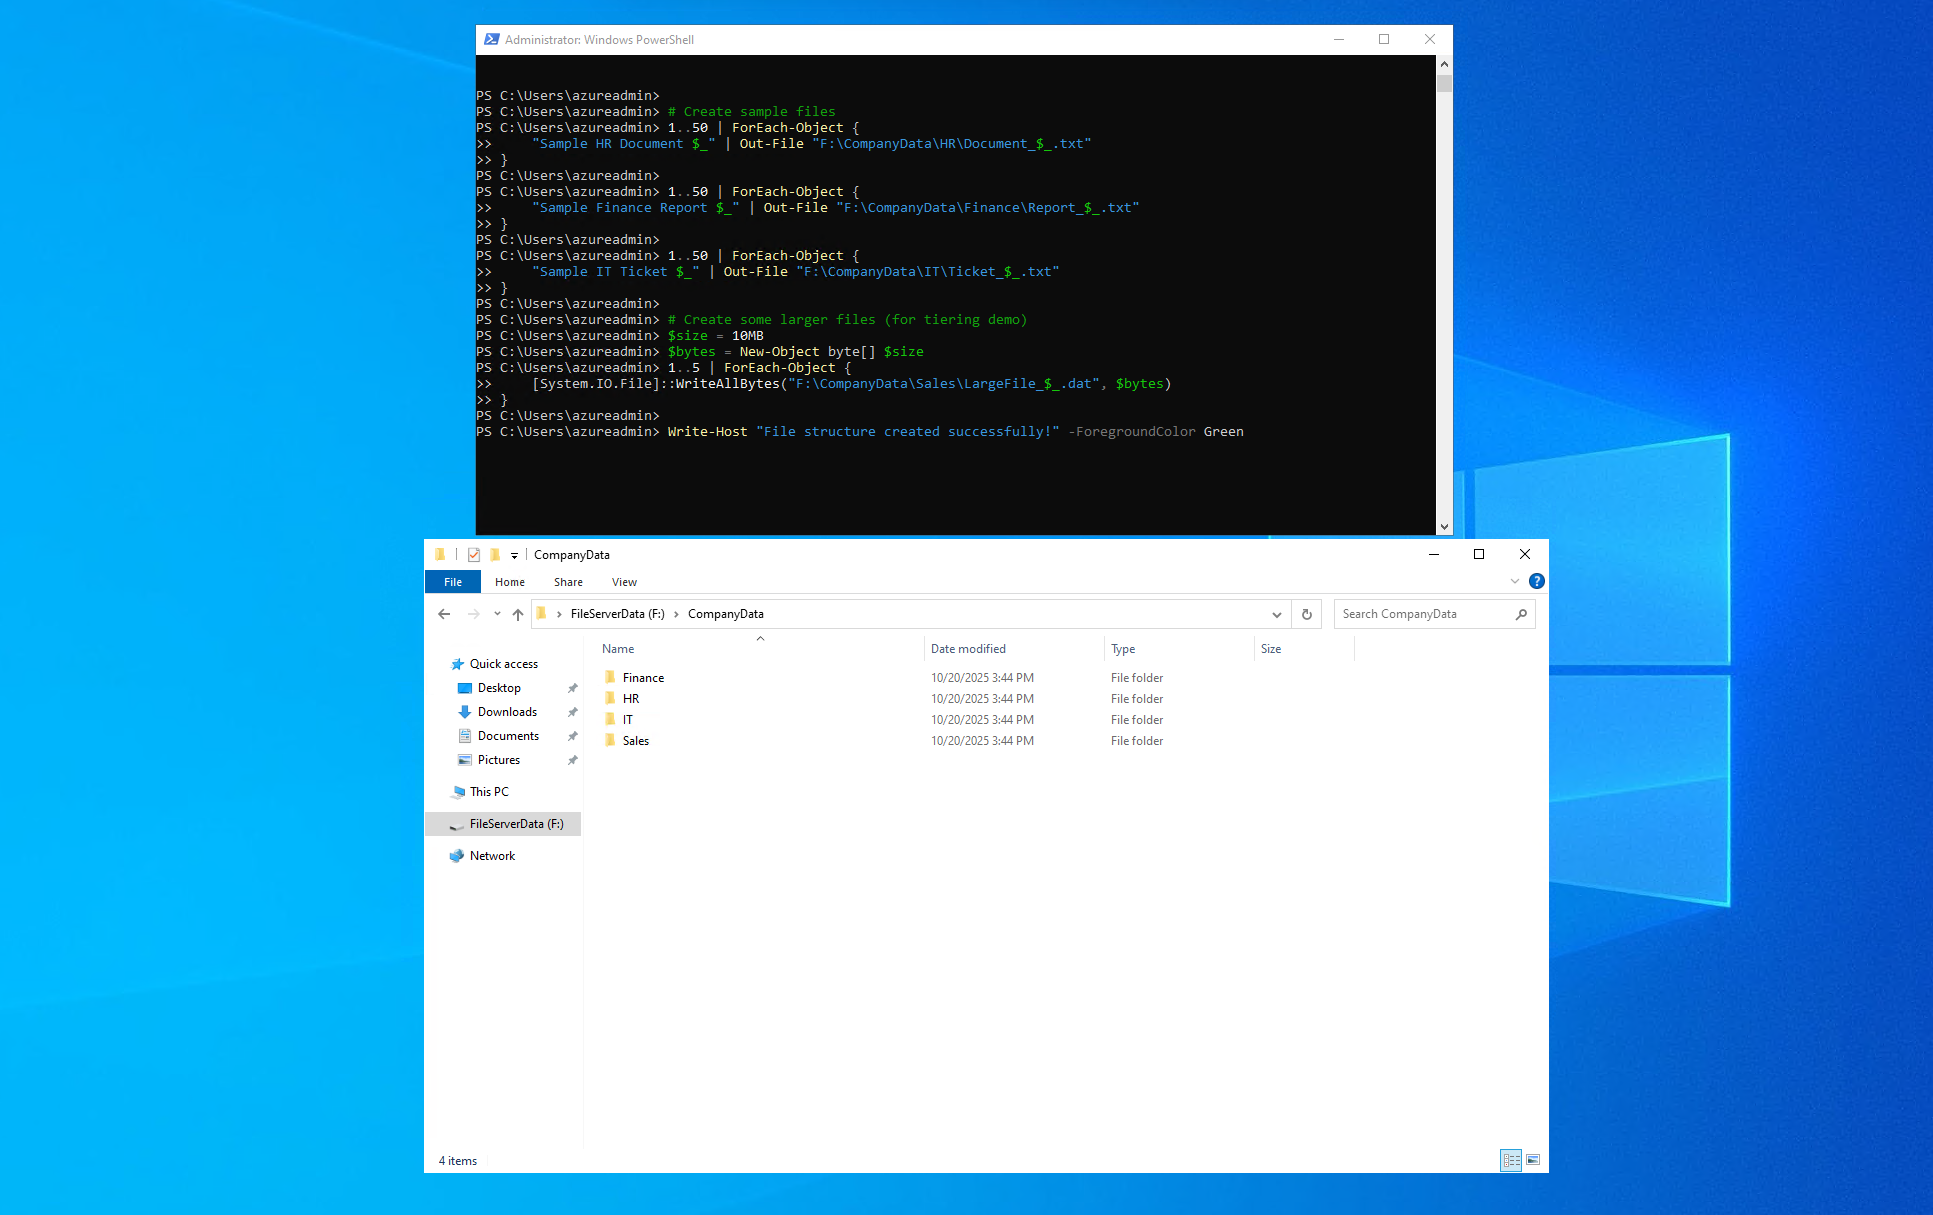 Administrator: Windows PowerShell
PS C:\Users\azureadmin>
PS C:\Users\azureadmin> # Create sample files
PS C:\Users\azureadmin> 1..50 | ForEach-Object {
>>     "Sample HR Document $_" | Out-File "F:\CompanyData\HR\Document_$_.txt"
>> }
PS C:\Users\azureadmin>
PS C:\Users\azureadmin> 1..50 | ForEach-Object {
>>     "Sample Finance Report $_" | Out-File "F:\CompanyData\Finance\Report_$_.txt"
>> }
PS C:\Users\azureadmin>
PS C:\Users\azureadmin> 1..50 | ForEach-Object {
>>     "Sample IT Ticket $_" | Out-File "F:\CompanyData\IT\Ticket_$_.txt"
>> }
PS C:\Users\azureadmin>
PS C:\Users\azureadmin> # Create some larger files (for tiering demo)
PS C:\Users\azureadmin> $size = 10MB
PS C:\Users\azureadmin> $bytes = New-Object byte[] $size
PS C:\Users\azureadmin> 1..5 | ForEach-Object {
>>     [System.IO.File]::WriteAllBytes("F:\CompanyData\Sales\LargeFile_$_.dat", $bytes)
>> }
PS C:\Users\azureadmin>
PS C:\Users\azureadmin> Write-Host "File structure created successfully!" -ForegroundColor Green
CompanyData
File Home Share View
FileServerData (F:) > CompanyData
Search CompanyData
Name Date modified Type Size
Quick access
Desktop
Downloads
Documents
Pictures
This PC
FileServerData (F:)
Network
Finance 10/20/2025 3:44 PM File folder
HR 10/20/2025 3:44 PM File folder
IT 10/20/2025 3:44 PM File folder
Sales 10/20/2025 3:44 PM File folder
4 items